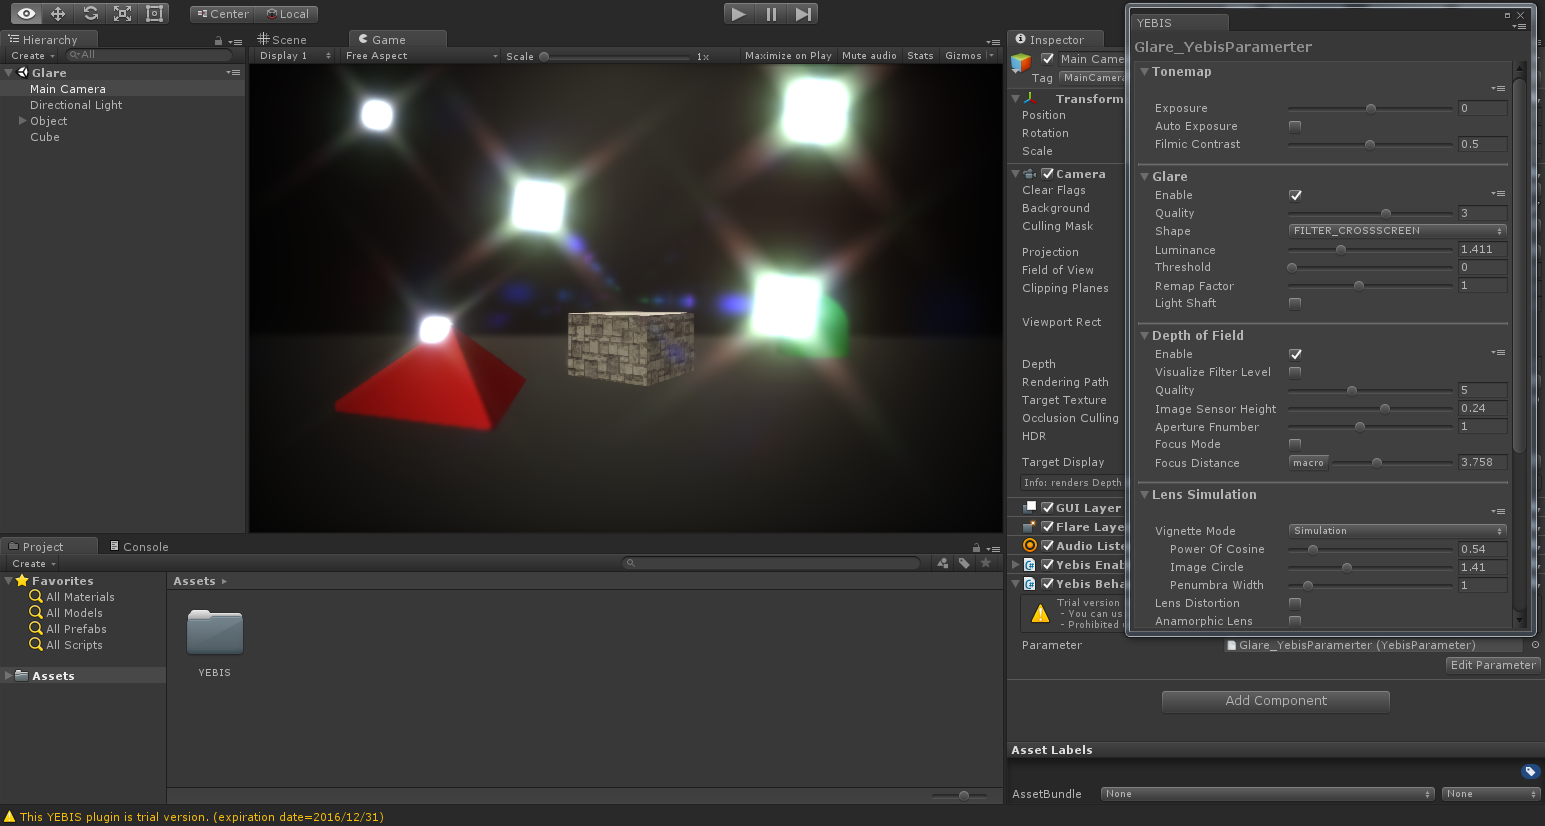 Center
Local
Hierarchy
Create
All
Glare
Main Camera
Directional Light
Object
Cube
Scene
Game
Display 1
Free Aspect
Scale
1x
Maximize on Play
Mute audio
Stats
Gizmos
Inspector
Main Came
Tag
MainCamera
Transform
Position
Rotation
Scale
Camera
Clear Flags
Background
Culling Mask
Projection
Field of View
Clipping Planes
Viewport Rect
Depth
Rendering Path
Target Texture
Occlusion Culling
HDR
Target Display
Info: renders Depth
GUI Layer
Flare Laye
Audio Liste
Yebis Enab
Yebis Beha
Trial version
- You can us
- Prohibited u
Parameter
Glare_YebisParamerter (YebisParameter)
Edit Parameter
Add Component
Asset Labels
AssetBundle
None
None
YEBIS
Glare_YebisParamerter
Tonemap
Exposure 0
Auto Exposure
Filmic Contrast 0.5
Glare
Enable
Quality 3
Shape FILTER_CROSSSCREEN
Luminance 1.411
Threshold 0
Remap Factor 1
Light Shaft
Depth of Field
Enable
Visualize Filter Level
Quality 5
Image Sensor Height 0.24
Aperture Fnumber 1
Focus Mode
Focus Distance macro 3.758
Lens Simulation
Vignette Mode Simulation
Power Of Cosine 0.54
Image Circle 1.41
Penumbra Width 1
Lens Distortion
Anamorphic Lens
Project
Console
Create
Favorites
All Materials
All Models
All Prefabs
All Scripts
Assets
Assets
YEBIS
This YEBIS plugin is trial version. (expiration date=2016/12/31)